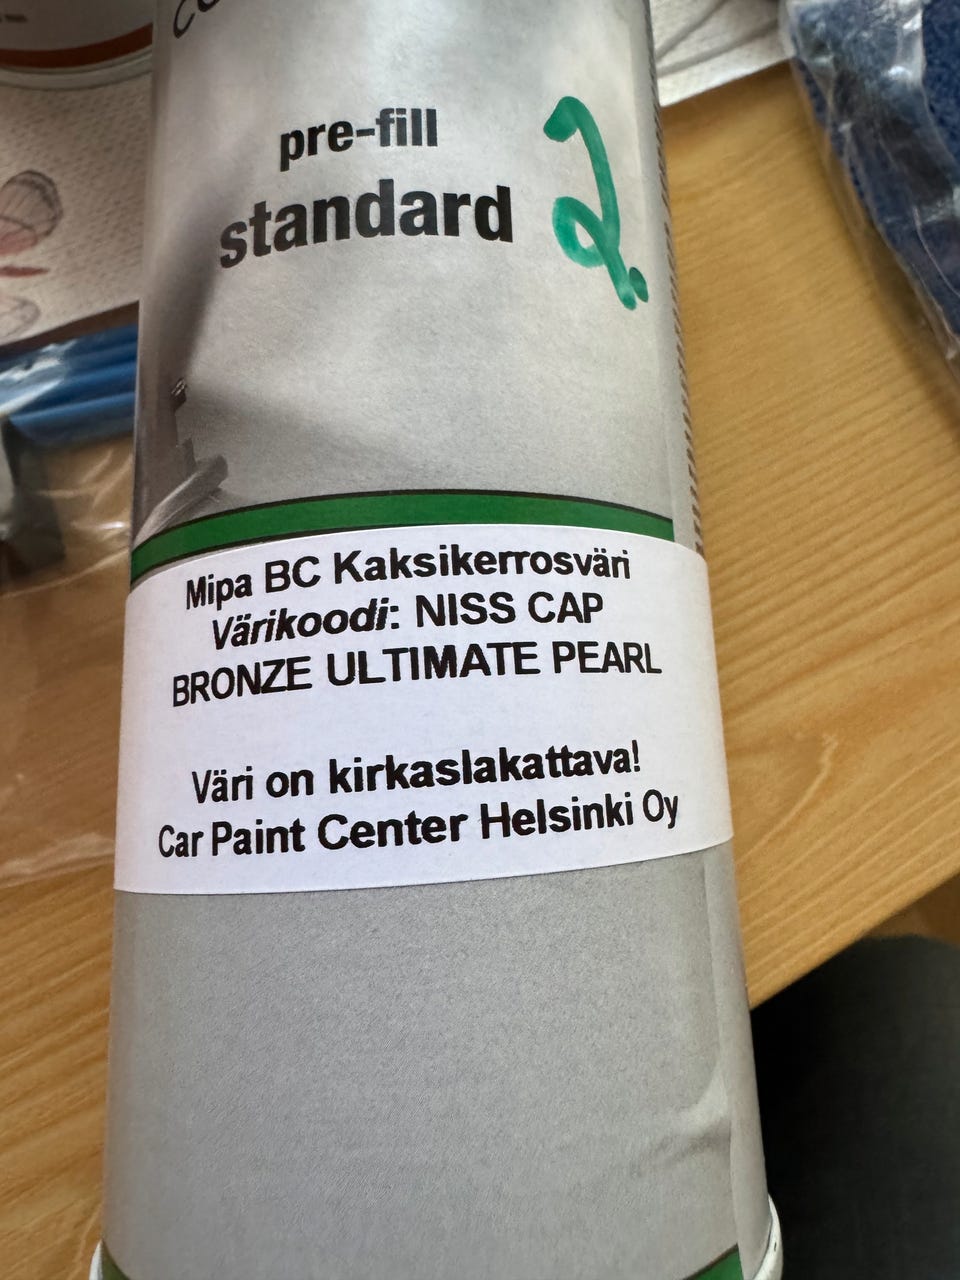 pre-fill
standard
2.
Mipa BC Kaksikerrosväri
Värikoodi: NISS CAP
BRONZE ULTIMATE PEARL
Väri on kirkaslakattava!
Car Paint Center Helsinki Oy